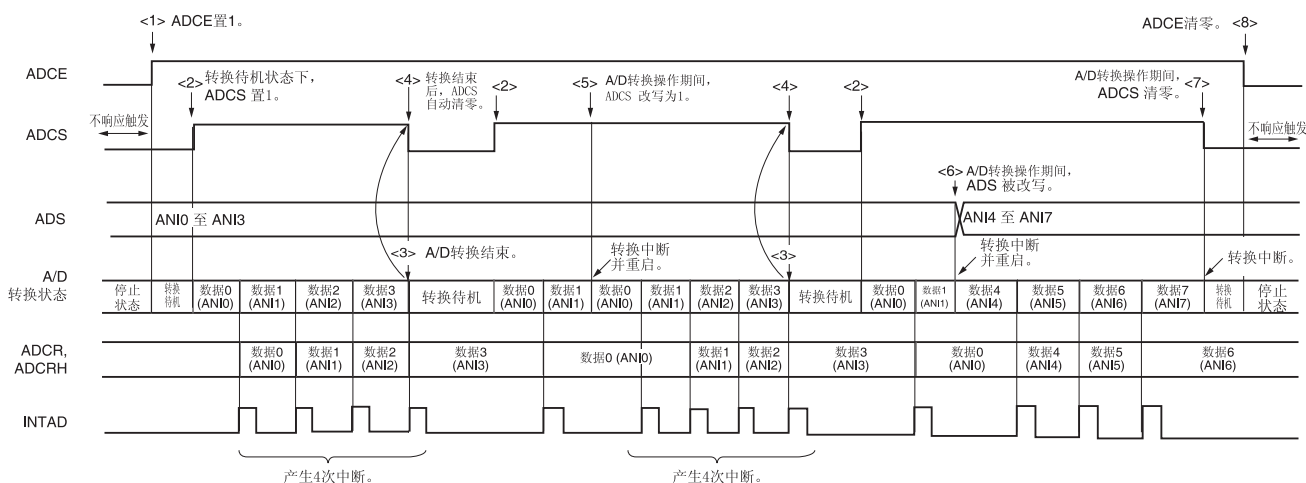 <1> ADCE置1。
ADCE清零。 <8>
ADCE
<2> 转换待机状态下，
ADCS 置1。
<4> 转换结束
后，ADCS
自动清零。
<2>
<5> A/D转换操作期间，
ADCS 改写为1。
<4>
<2>
A/D转换操作期间，
ADCS 清零。 <7>
不响应触发
ADCS
不响应触发
<6> A/D转换操作期间，
ADS 被改写。
ADS
ANI0 至 ANI3
ANI4 至 ANI7
<3> A/D转换结束。
转换中断
并重启。
<3>
转换中断
并重启。
转换中断。
A/D
转换状态
停止
状态
转换
待机
数据0
(ANI0)
数据1
(ANI1)
数据2
(ANI2)
数据3
(ANI3)
转换待机
数据0
(ANI0)
数据1
(ANI1)
数据0
(ANI0)
数据1
(ANI1)
数据2
(ANI2)
数据3
(ANI3)
转换待机
数据0
(ANI0)
数据1
(ANI1)
数据4
(ANI4)
数据5
(ANI5)
数据6
(ANI6)
数据7
(ANI7)
转换
待机
停止
状态
ADCR,
ADCRH
数据0
(ANI0)
数据1
(ANI1)
数据2
(ANI2)
数据3
(ANI3)
数据0 (ANI0)
数据1
(ANI1)
数据2
(ANI2)
数据3
(ANI3)
数据0
(ANI0)
数据4
(ANI4)
数据5
(ANI5)
数据6
(ANI6)
INTAD
产生4次中断。
产生4次中断。